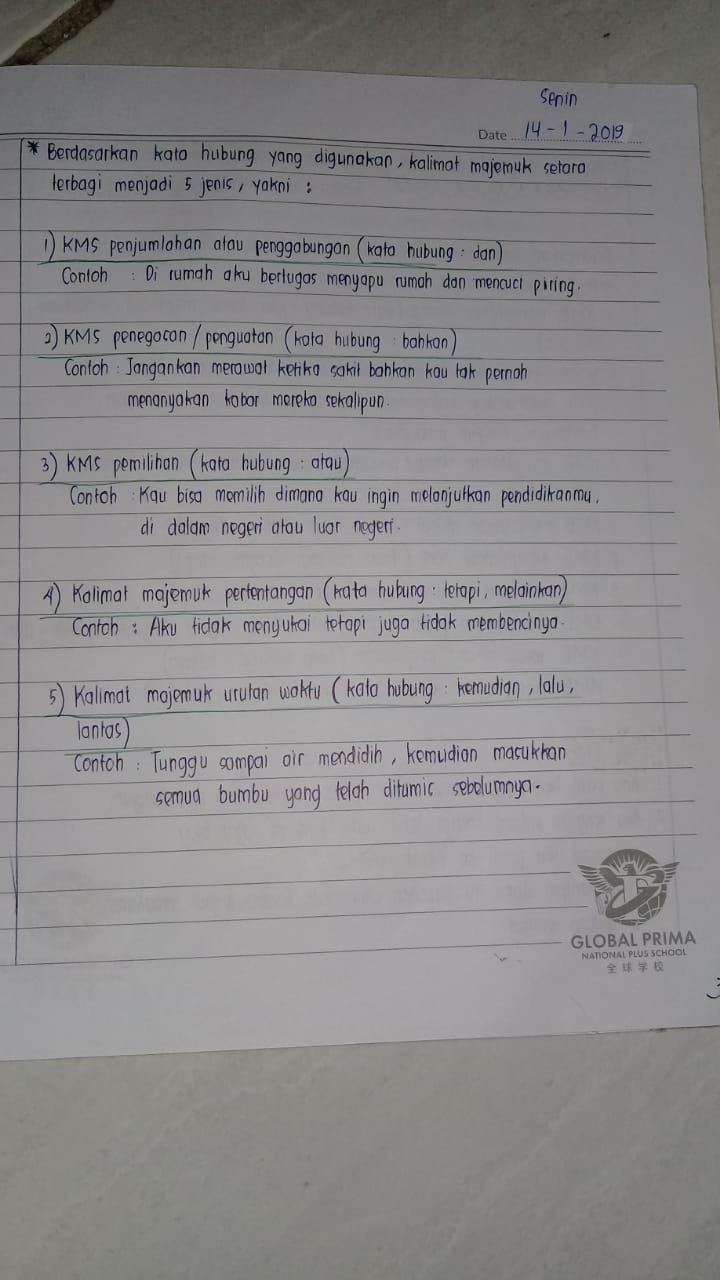 Senin
Date 14-1-2019
* Berdasarkan kata hubung yang digunakan, kalimat majemuk setara
terbagi menjadi 5 jenis, yakni :
1) KMS penjumlahan atau penggabungan (kata hubung : dan)
Contoh : Di rumah aku bertugas menyapu rumah dan mencuci piring.
2) KMS penegacan / penguatan (kata hubung : bahkan)
Contoh : Jangankan merawat ketika sakit bahkan kau tak pernah
menanyakan kabar mereka sekalipun.
3) KMS pemilihan (kata hubung : atau)
Contoh : Kau bisa memilih dimana kau ingin melanjutkan pendidikanmu,
di dalam negeri atau luar negeri.
4) Kalimat majemuk pertentangan (kata hubung : tetapi, melainkan)
Contoh : Aku tidak menyukai tetapi juga tidak membencinya.
5) Kalimat majemuk urutan waktu (kata hubung : kemudian, lalu,
lantas)
Contoh : Tunggu sampai air mendidih, kemudian masukkan
semua bumbu yang telah ditumic sebelumnya.
GLOBAL PRIMA
NATIONAL PLUS SCHOOL
全球学校